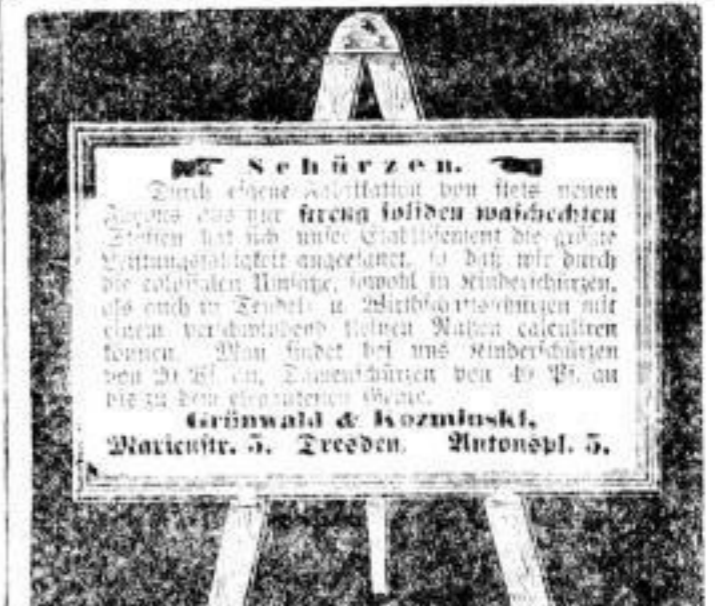 Schürzen.
Durch eigene Fabrikation von stets neuen
Façons aus nur streng soliden waschechten
Stoffen hat sich unser Etablissement die größte
Leistungsfähigkeit angeeignet, so daß wir durch
die colossalen Umsätze, sowohl in Kinderschürzen,
als auch in Tendel- u. Wirthschaftsschürzen mit
einem verschwindend kleinen Nutzen calculiren
können. Man findet bei uns Kinderschürzen
von Pf. an, Damenschürzen von Pf. an
bis zu dem elegantesten Genre.
Grünwald & Kozminski,
Marienstr. 5. Dresden. Antonspl. 5.